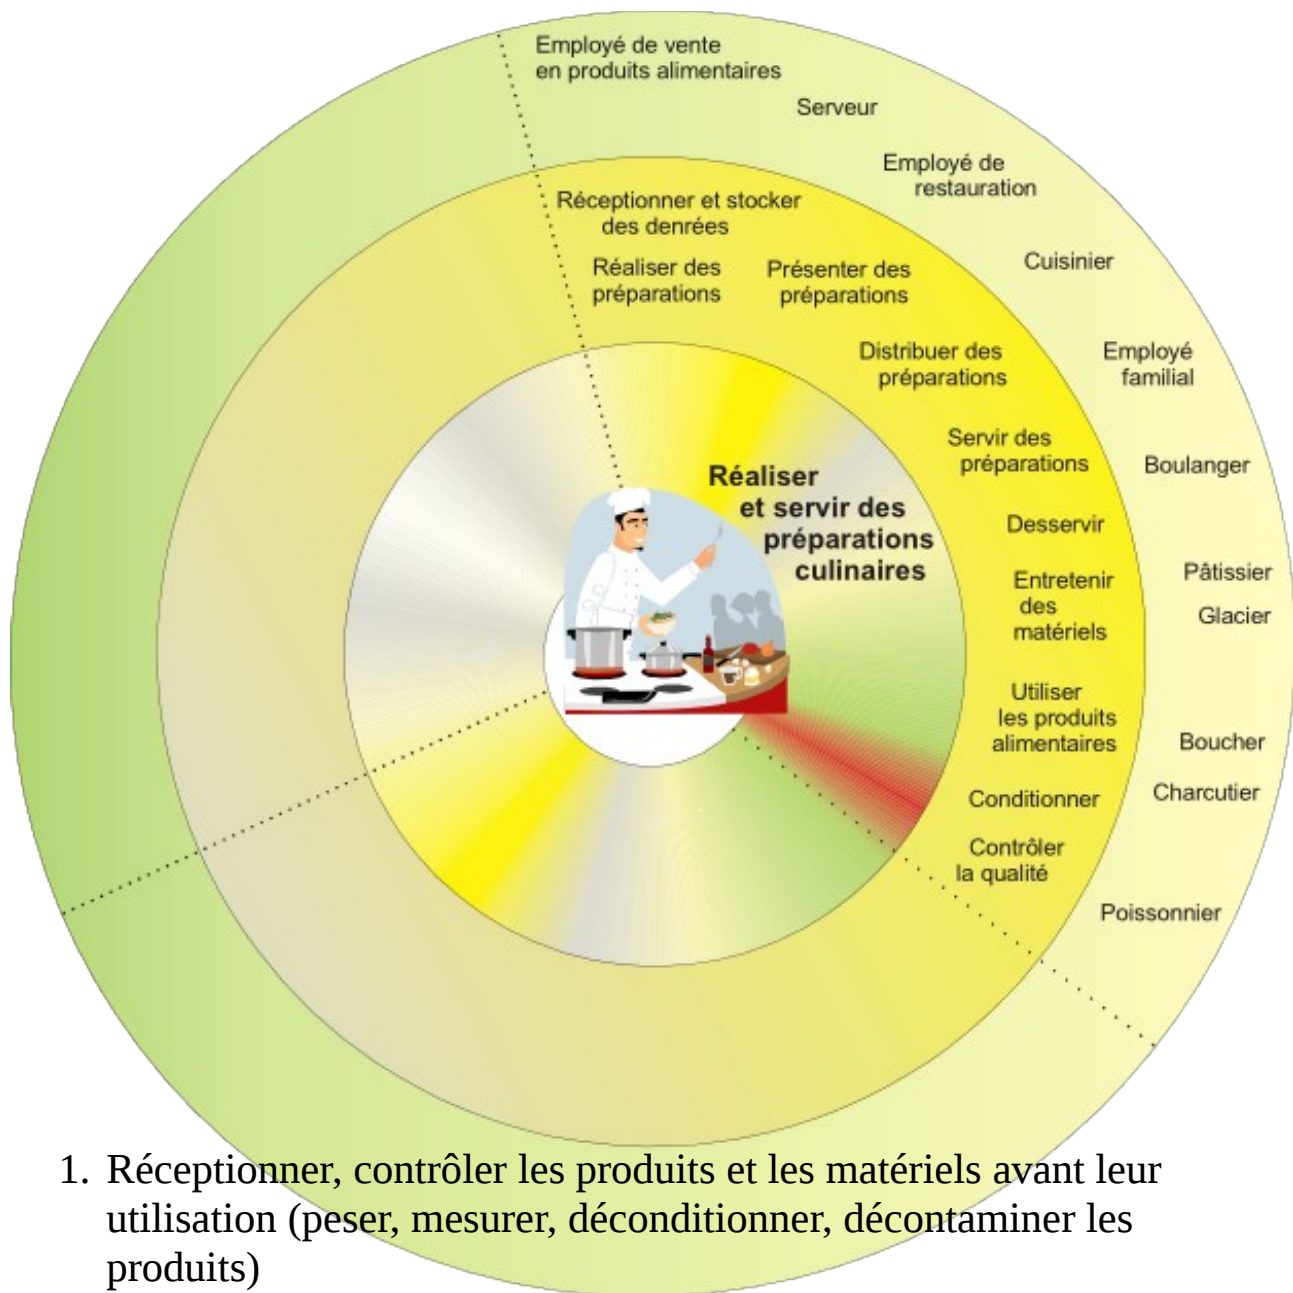 Employé de vente
en produits alimentaires
Serveur
Employé de
restauration
Cuisinier
Employé
familial
Boulanger
Pâtissier
Glacier
Boucher
Charcutier
Poissonnier
Réceptionner et stocker
des denrées
Réaliser des
préparations
Présenter des
préparations
Distribuer des
préparations
Servir des
préparations
Desservir
Entretenir
des
matériels
Utiliser
les produits
alimentaires
Conditionner
Contrôler
la qualité
Réaliser
et servir des
préparations
culinaires
1. Réceptionner, contrôler les produits et les matériels avant leur
utilisation (peser, mesurer, déconditionner, décontaminer les
produits)